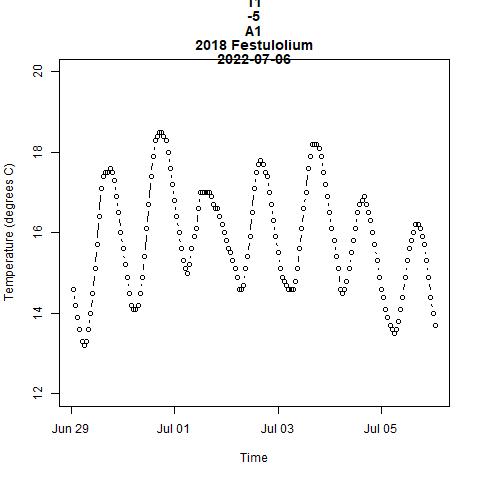 T1
-5
A1
2018 Festulolium
2022-07-06
Temperature (degrees C)
20
18
16
14
12
Jun 29
Jul 01
Jul 03
Jul 05
Time